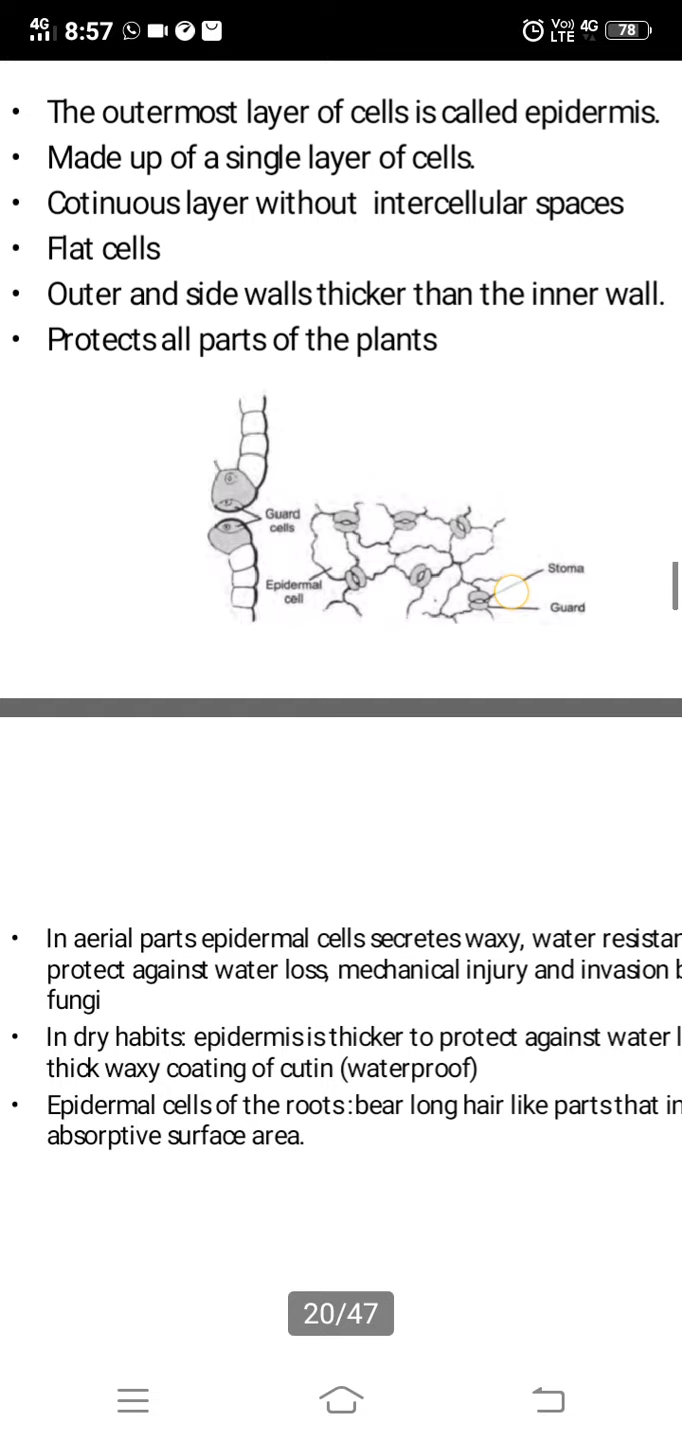 4G 8:57 Vo)) LTE 4G 78
• The outermost layer of cells is called epidermis.
• Made up of a single layer of cells.
• Cotinuous layer without intercellular spaces
• Flat cells
• Outer and side walls thicker than the inner wall.
• Protects all parts of the plants
Guard
cells
Epidermal
cell
Stoma
Guard
• In aerial parts epidermal cells secretes waxy, water resistan
protect against water loss, mechanical injury and invasion b
fungi
• In dry habits: epidermis is thicker to protect against water l
thick waxy coating of cutin (waterproof)
• Epidermal cells of the roots:bear long hair like parts that in
absorptive surface area.
20/47